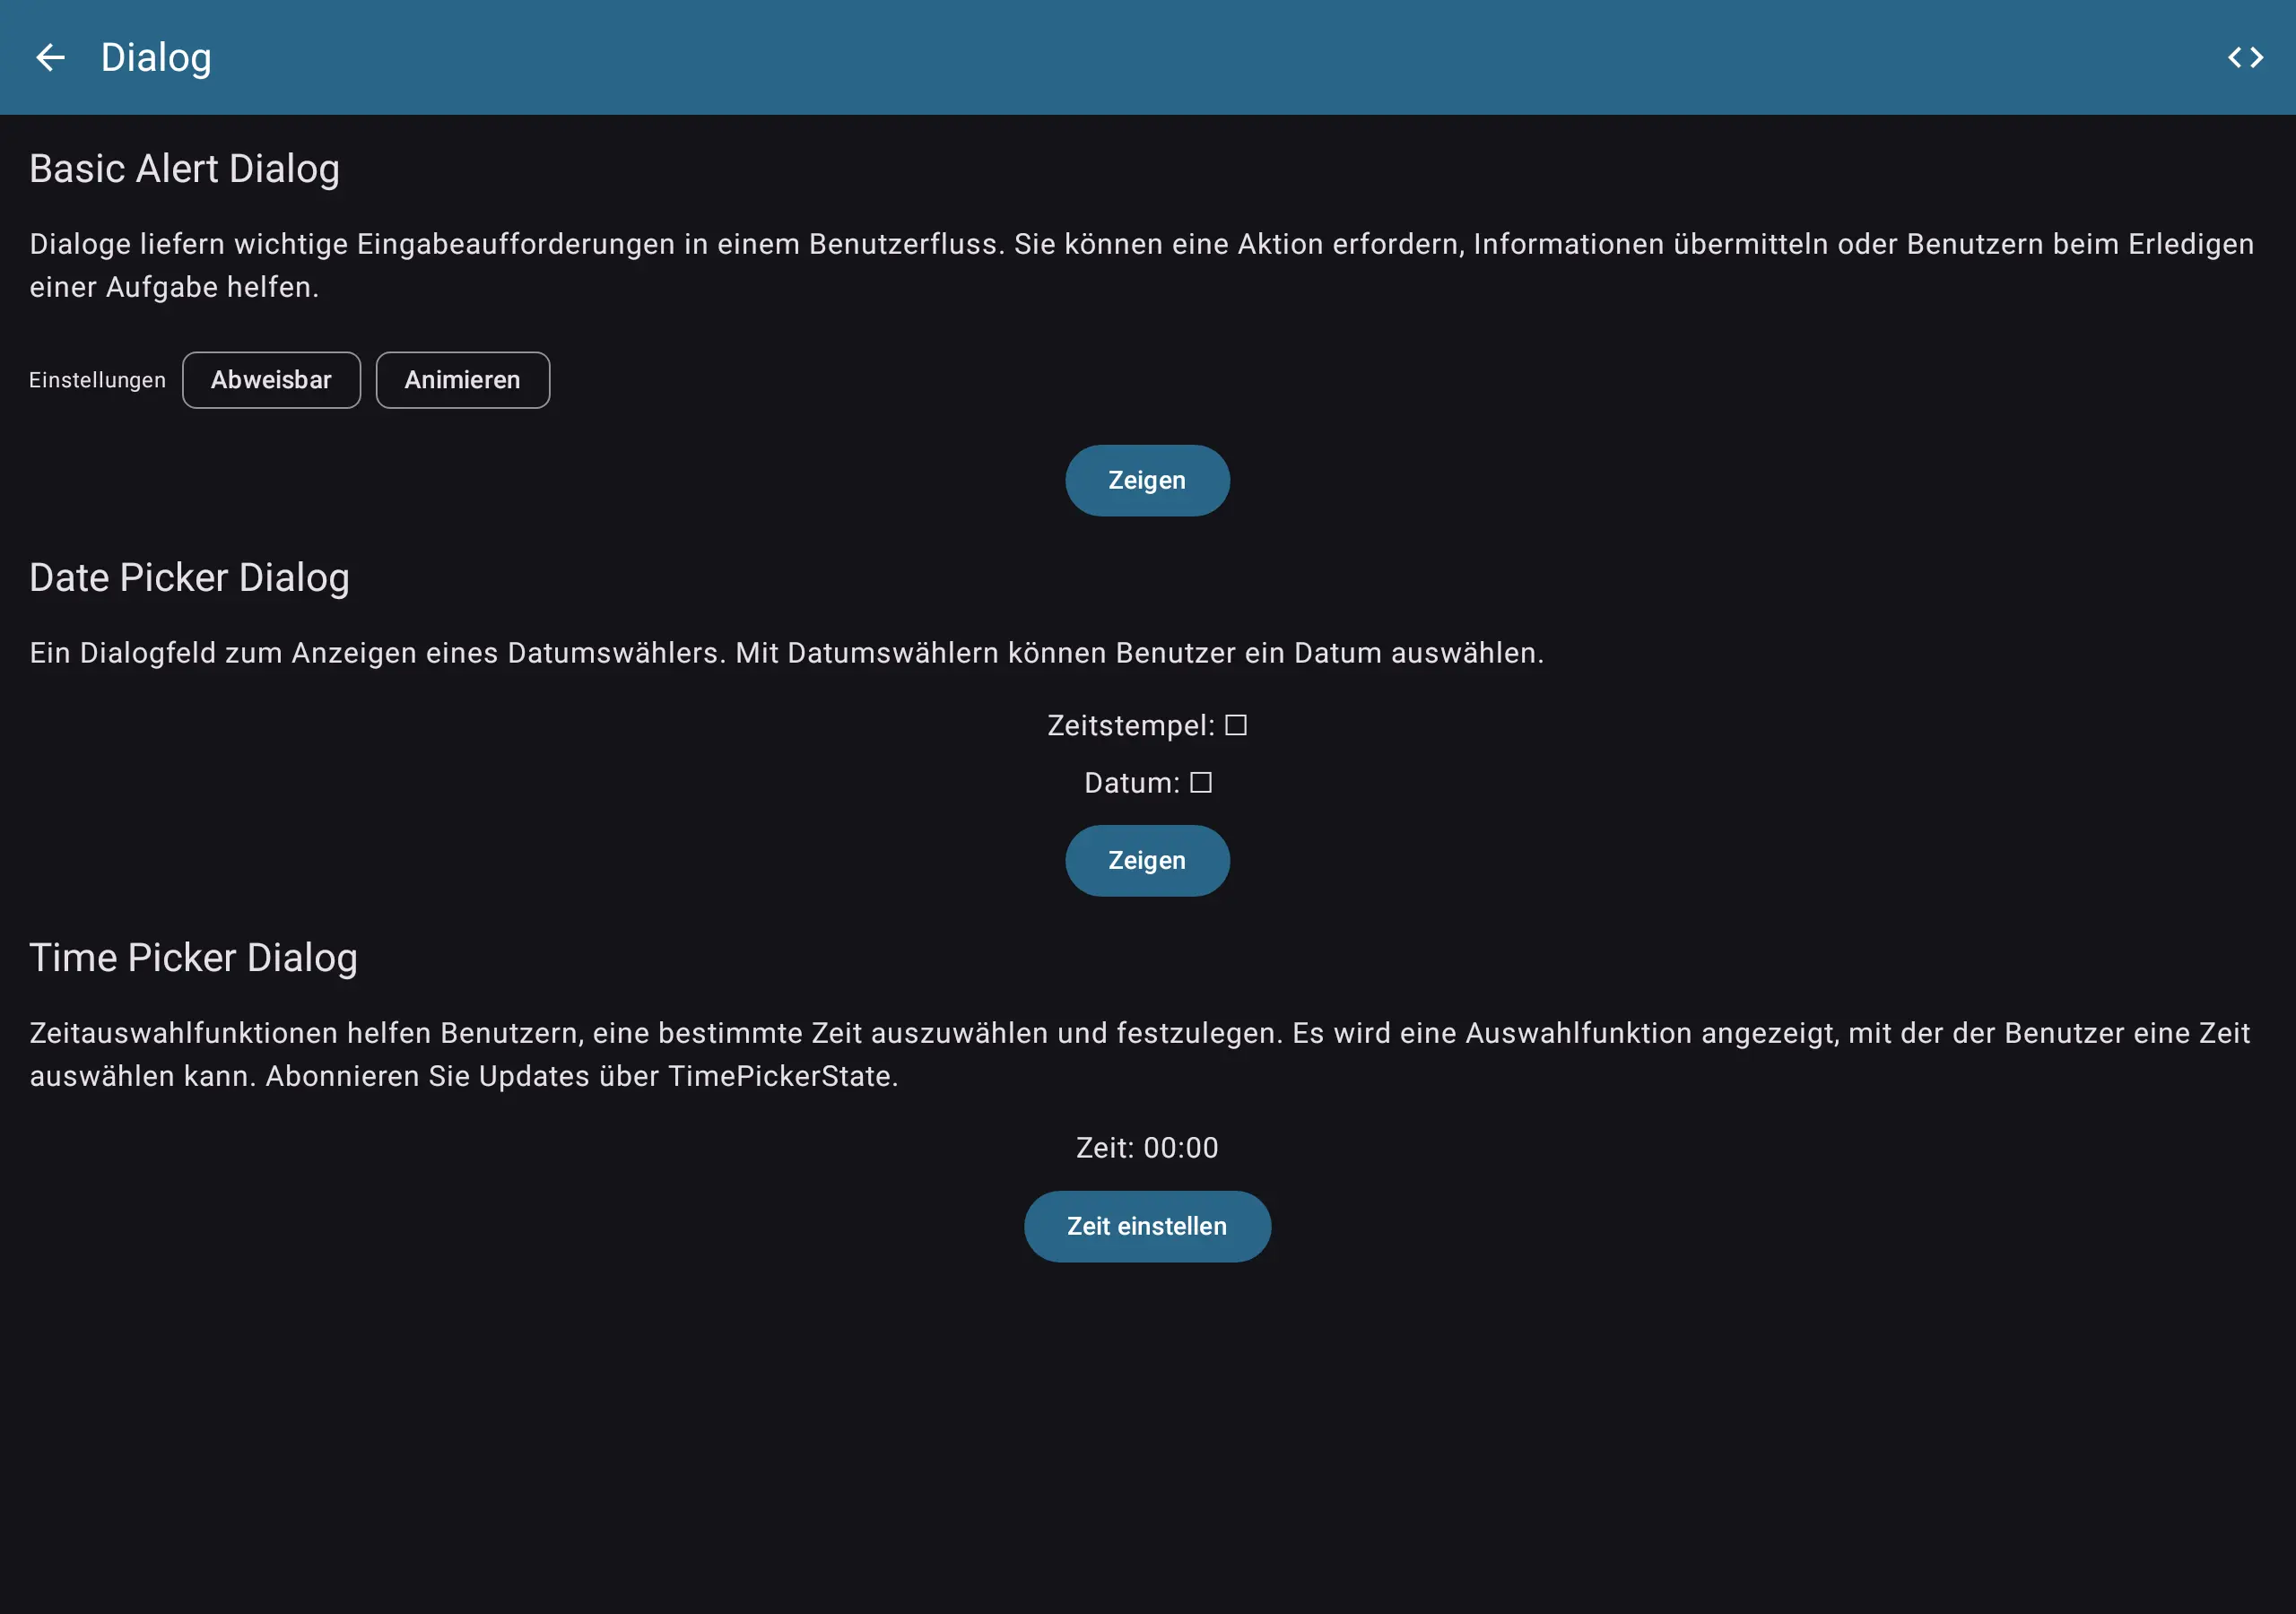 Dialog
Basic Alert Dialog
Dialoge liefern wichtige Eingabeaufforderungen in einem Benutzerfluss. Sie können eine Aktion erfordern, Informationen übermitteln oder Benutzern beim Erledigen
einer Aufgabe helfen.
Einstellungen Abweisbar Animieren
Zeigen
Date Picker Dialog
Ein Dialogfeld zum Anzeigen eines Datumswählers. Mit Datumswählern können Benutzer ein Datum auswählen.
Zeitstempel: ☐
Datum: ☐
Zeigen
Time Picker Dialog
Zeitauswahlfunktionen helfen Benutzern, eine bestimmte Zeit auszuwählen und festzulegen. Es wird eine Auswahlfunktion angezeigt, mit der der Benutzer eine Zeit
auswählen kann. Abonnieren Sie Updates über TimePickerState.
Zeit: 00:00
Zeit einstellen